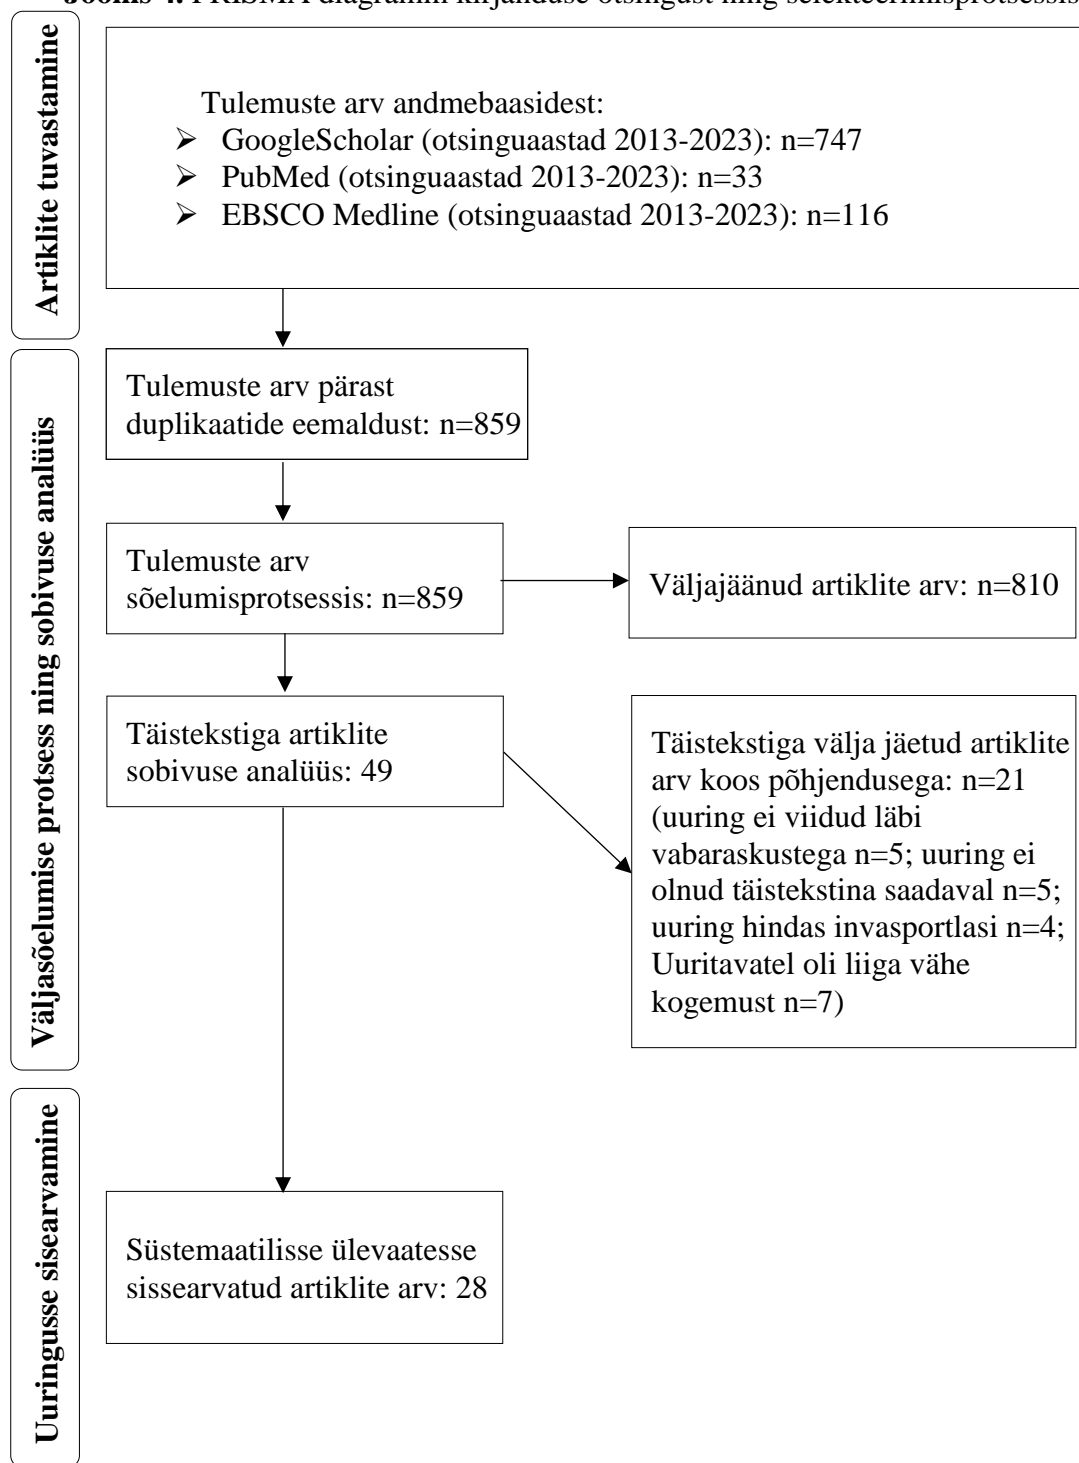 Joonis 4. PRISMA diagramm kirjanduse otsingust ning selekteerimisprotsessis
Artiklite tuvastamine
Tulemuste arv andmebaasidest:
➢ GoogleScholar (otsinguaastad 2013-2023): n=747
➢ PubMed (otsinguaastad 2013-2023): n=33
➢ EBSCO Medline (otsinguaastad 2013-2023): n=116
Väljasõelumise protsess ning sobivuse analüüs
Tulemuste arv pärast
duplikaatide eemaldust: n=859
Tulemuste arv
sõelumisprotsessis: n=859
Väljajäänud artiklite arv: n=810
Täistekstiga artiklite
sobivuse analüüs: 49
Täistekstiga välja jäetud artiklite
arv koos põhjendusega: n=21
(uuring ei viidud läbi
vabaraskustega n=5; uuring ei
olnud täistekstina saadaval n=5;
uuring hindas invasportlasi n=4;
Uuritavatel oli liiga vähe
kogemust n=7)
Uuringusse sisearvamine
Süstemaatilisse ülevaatesse
sissearvatud artiklite arv: 28